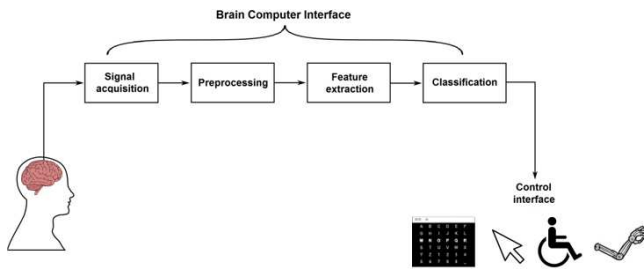 Brain Computer Interface
Signal
acquisition
Preprocessing
Feature
extraction
Classification
Control
interface